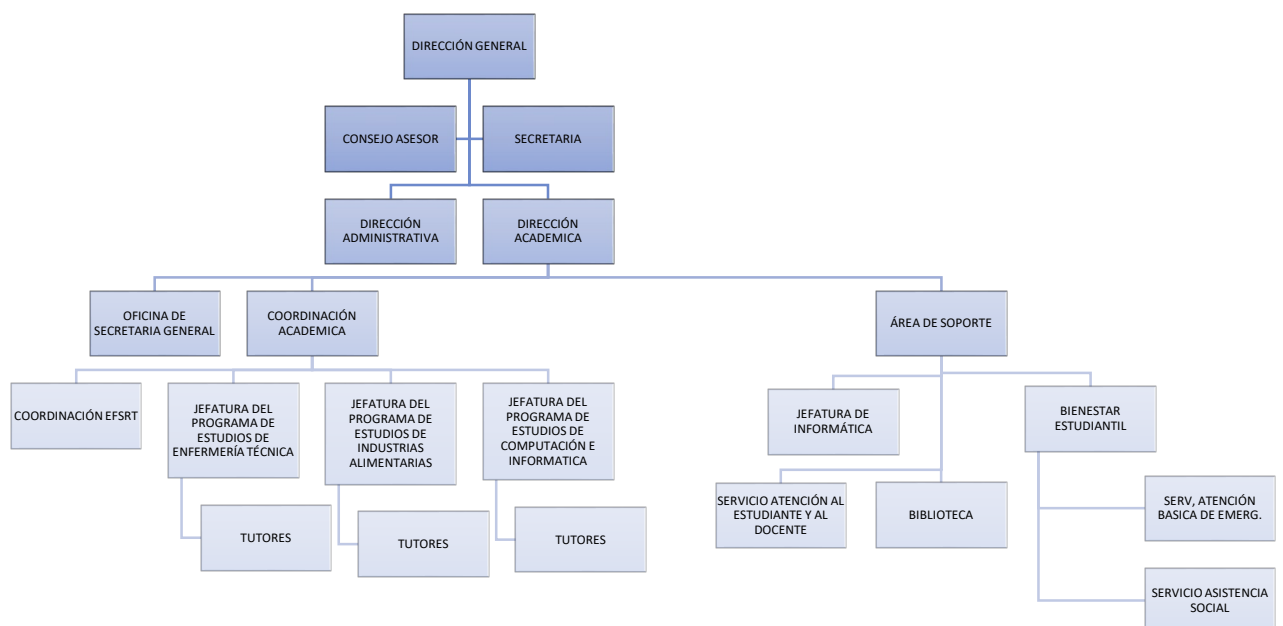 DIRECCIÓN GENERAL
CONSEJO ASESOR
SECRETARIA
DIRECCIÓN
ADMINISTRATIVA
DIRECCIÓN
ACADEMICA
OFICINA DE
SECRETARIA GENERAL
COORDINACIÓN
ACADEMICA
ÁREA DE SOPORTE
COORDINACIÓN EFSRT
JEFATURA DEL
PROGRAMA DE
ESTUDIOS DE
ENFERMERÍA TÉCNICA
JEFATURA DEL
PROGRAMA DE
ESTUDIOS DE
INDUSTRIAS
ALIMENTARIAS
JEFATURA DEL
PROGRAMA DE
ESTUDIOS DE
COMPUTACIÓN E
INFORMATICA
JEFATURA DE
INFORMÁTICA
BIENESTAR
ESTUDIANTIL
TUTORES
TUTORES
TUTORES
SERVICIO ATENCIÓN AL
ESTUDIANTE Y AL
DOCENTE
BIBLIOTECA
SERV, ATENCIÓN
BASICA DE EMERG.
SERVICIO ASISTENCIA
SOCIAL